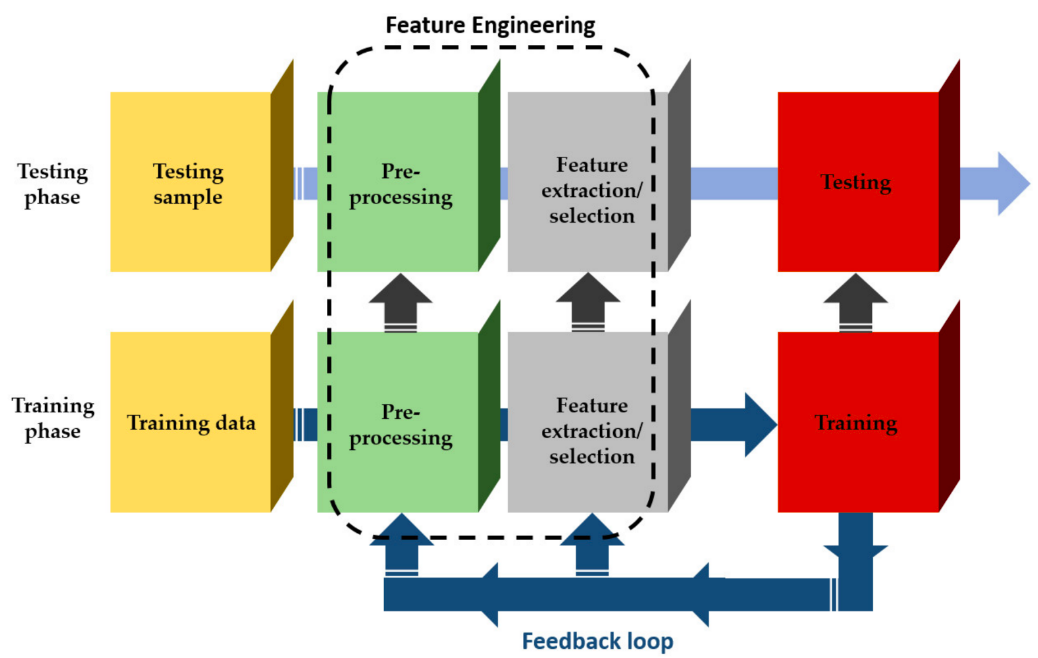 Feature Engineering
Testing
phase
Testing
sample
Pre-
processing
Feature
extraction/
selection
Testing
Training
phase
Training data
Pre-
processing
Feature
extraction/
selection
Training
Feedback loop